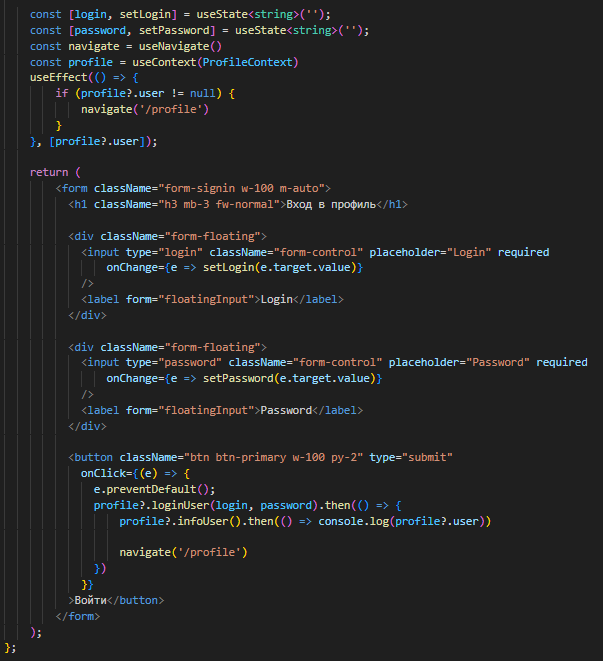 const [login, setLogin] = useState<string>('');
const [password, setPassword] = useState<string>('');
const navigate = useNavigate()
const profile = useContext(ProfileContext)
useEffect(() => {
if (profile?.user != null) {
navigate('/profile')
}
}, [profile?.user]);
return (
<form className="form-signin w-100 m-auto">
<h1 className="h3 mb-3 fw-normal">Вход в профиль</h1>
<div className="form-floating">
<input type="login" className="form-control" placeholder="Login" required
onChange={e => setLogin(e.target.value)}
/>
<label form="floatingInput">Login</label>
</div>
<div className="form-floating">
<input type="password" className="form-control" placeholder="Password" required
onChange={e => setPassword(e.target.value)}
/>
<label form="floatingInput">Password</label>
</div>
<button className="btn btn-primary w-100 py-2" type="submit"
onClick={(e) => {
e.preventDefault();
profile?.loginUser(login, password).then(() => {
profile?.infoUser().then(() => console.log(profile?.user))
navigate('/profile')
})
}}
>Войти</button>
</form>
);
};